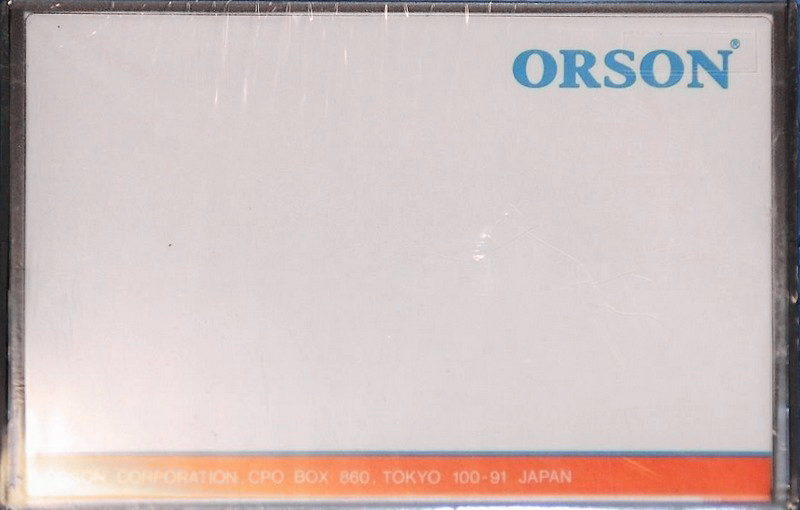 ORSON®
CORPORATION. CPO BOX 860. TOKYO 100-91 JAPAN